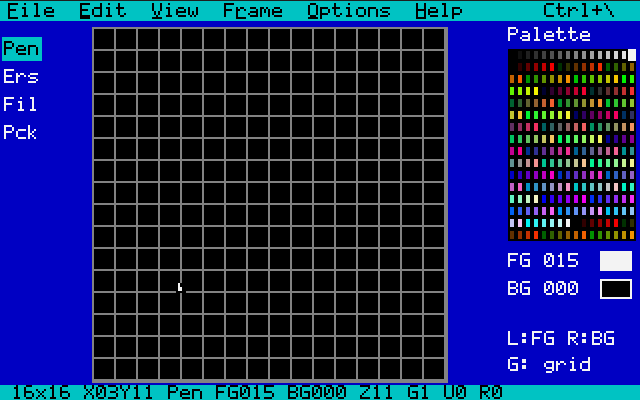 File Edit View Frame Options Help Ctrl+\
Palette
Pen
Ers
Fil
Pck
FG 015
BG 000
L:FG R:BG
G: grid
16x16 X03Y11 Pen FG015 BG000 Z11 G1 U0 R0